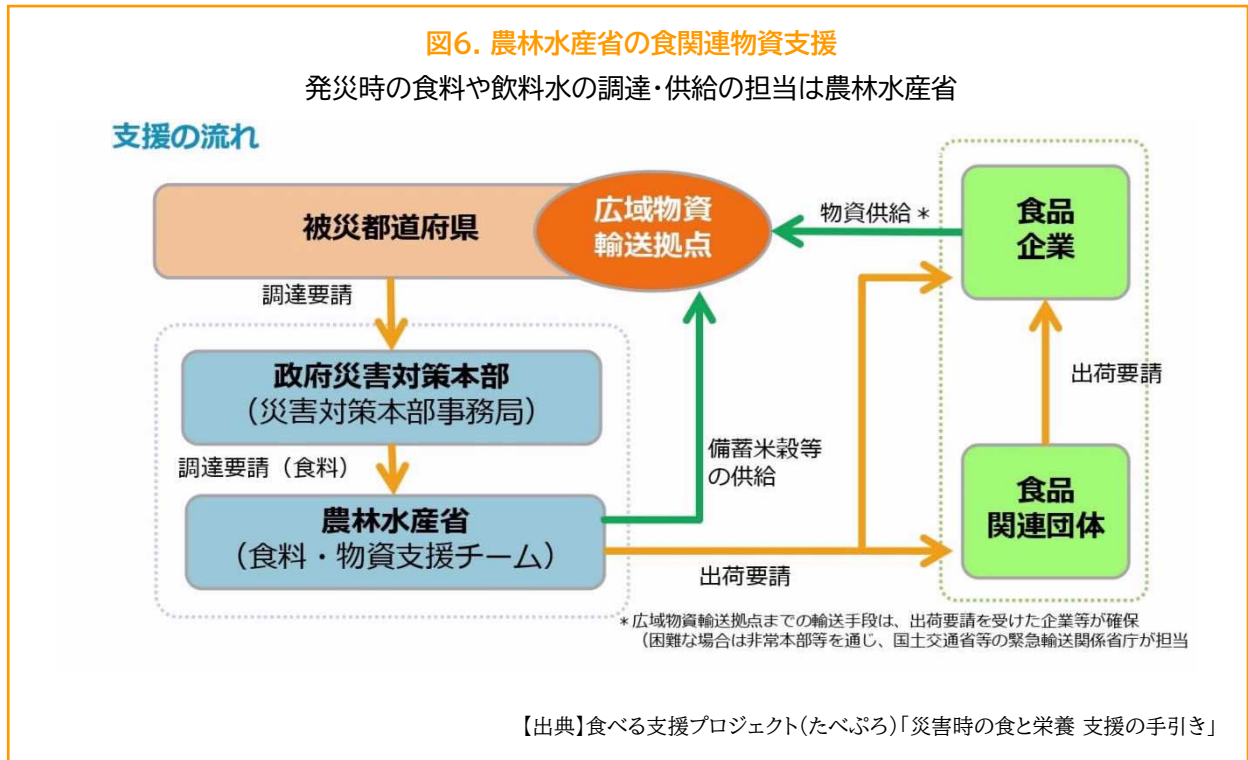 図6. 農林水産省の食関連物資支援
発災時の食料や飲料水の調達・供給の担当は農林水産省
支援の流れ
被災都道府県
広域物資
輸送拠点
物資供給*
食品
企業
調達要請
政府災害対策本部
(災害対策本部事務局)
出荷要請
調達要請(食料)
備蓄米穀等
の供給
農林水産省
(食料・物資支援チーム)
食品
関連団体
出荷要請
*広域物資輸送拠点までの輸送手段は、出荷要請を受けた企業等が確保
(困難な場合は非常本部等を通じ、国土交通省等の緊急輸送関係省庁が担当
【出典】食べる支援プロジェクト(たべぷろ)「災害時の食と栄養 支援の手引き」